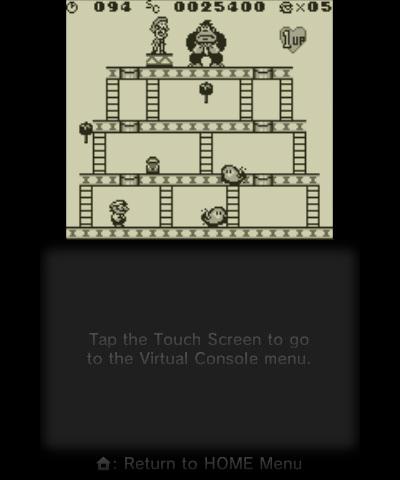 094 Sc 0025400 ×05
1UP
Tap the Touch Screen to go
to the Virtual Console menu.
: Return to HOME Menu